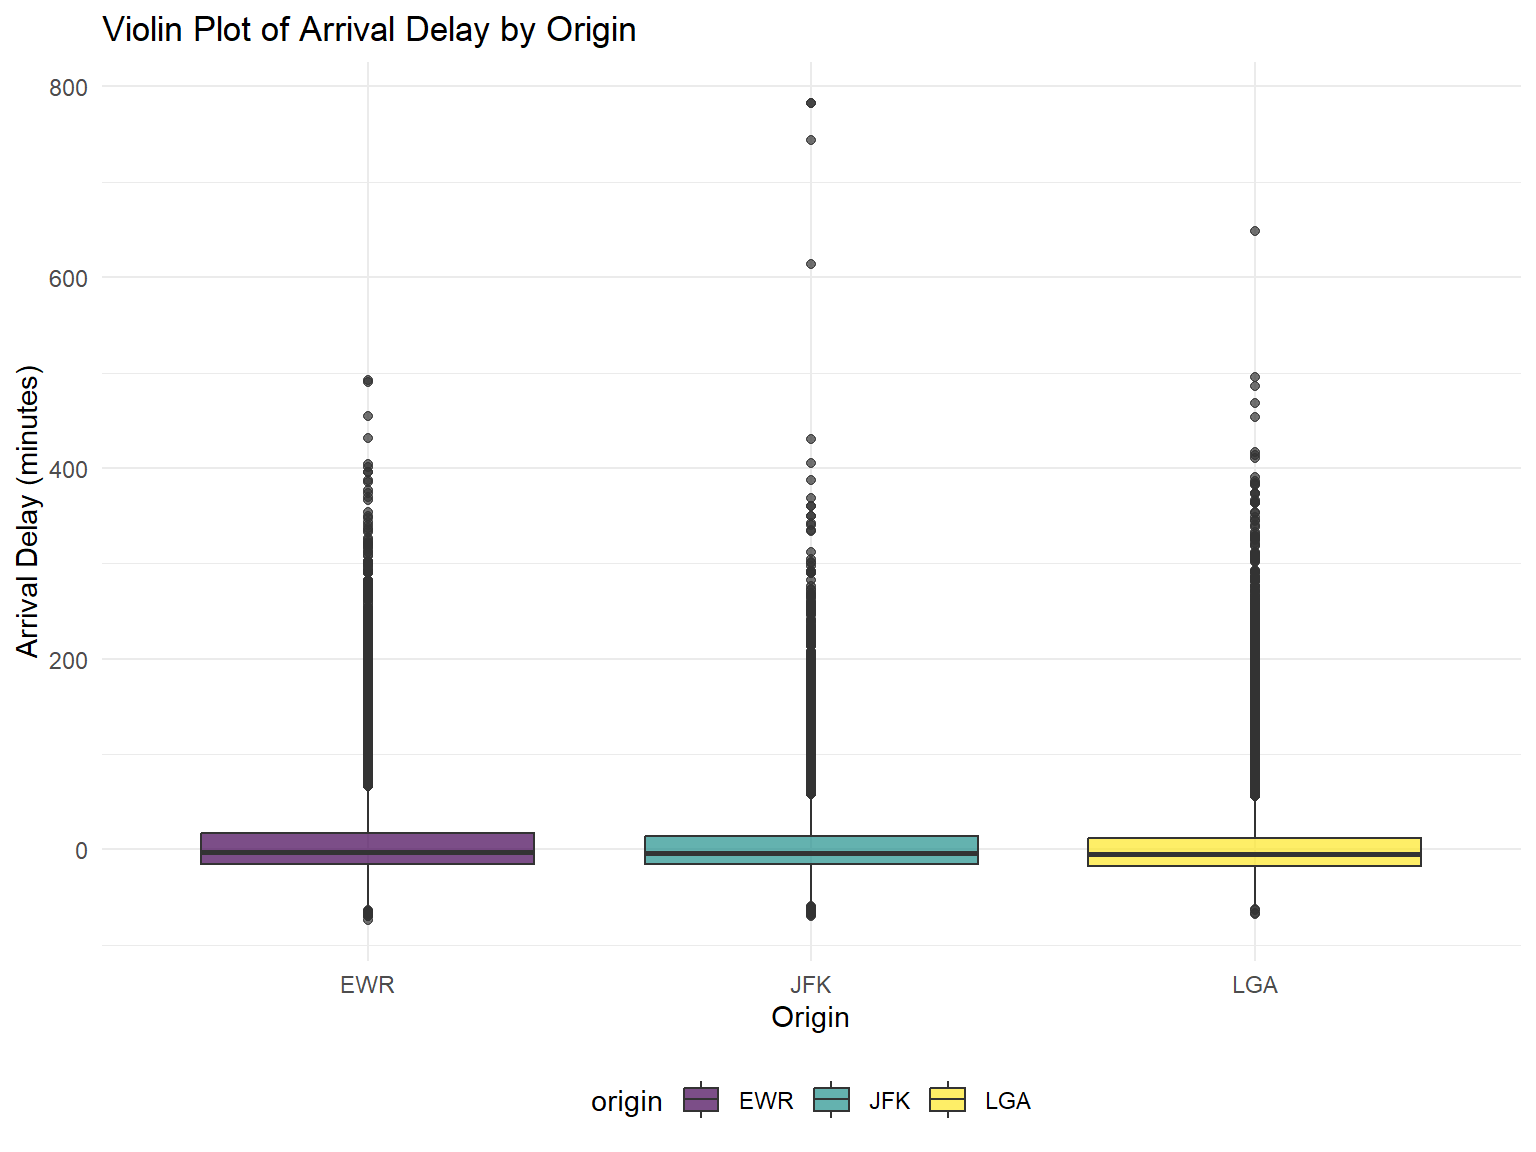 Violin Plot of Arrival Delay by Origin
800
600
400
200
0
Arrival Delay (minutes)
EWR JFK LGA
Origin
origin EWR JFK LGA